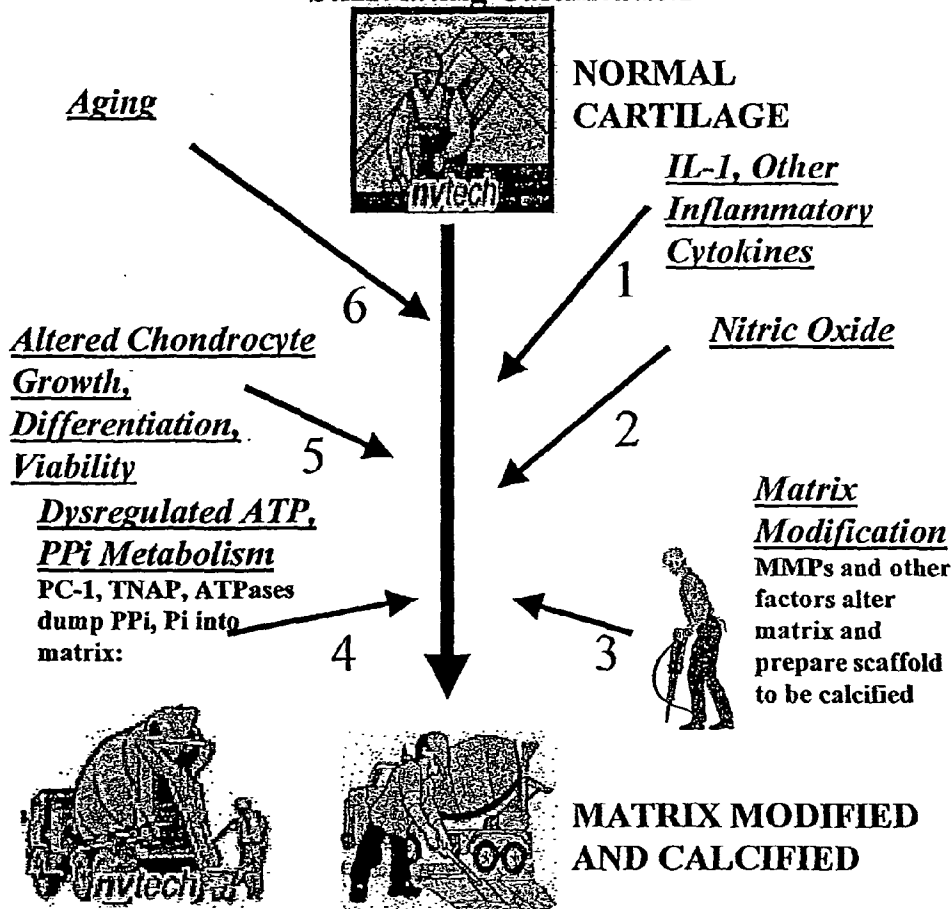 NORMAL
CARTILAGE
Aging
nvtech
IL-1, Other
Inflammatory
Cytokines
1
6
Altered Chondrocyte
Growth,
Differentiation,
Viability
5
Nitric Oxide
2
Dysregulated ATP,
PPi Metabolism
PC-1, TNAP, ATPases
dump PPi, Pi into
matrix:
4
Matrix
Modification
MMPs and other
factors alter
matrix and
prepare scaffold
to be calcified
3
nvtech
MATRIX MODIFIED
AND CALCIFIED